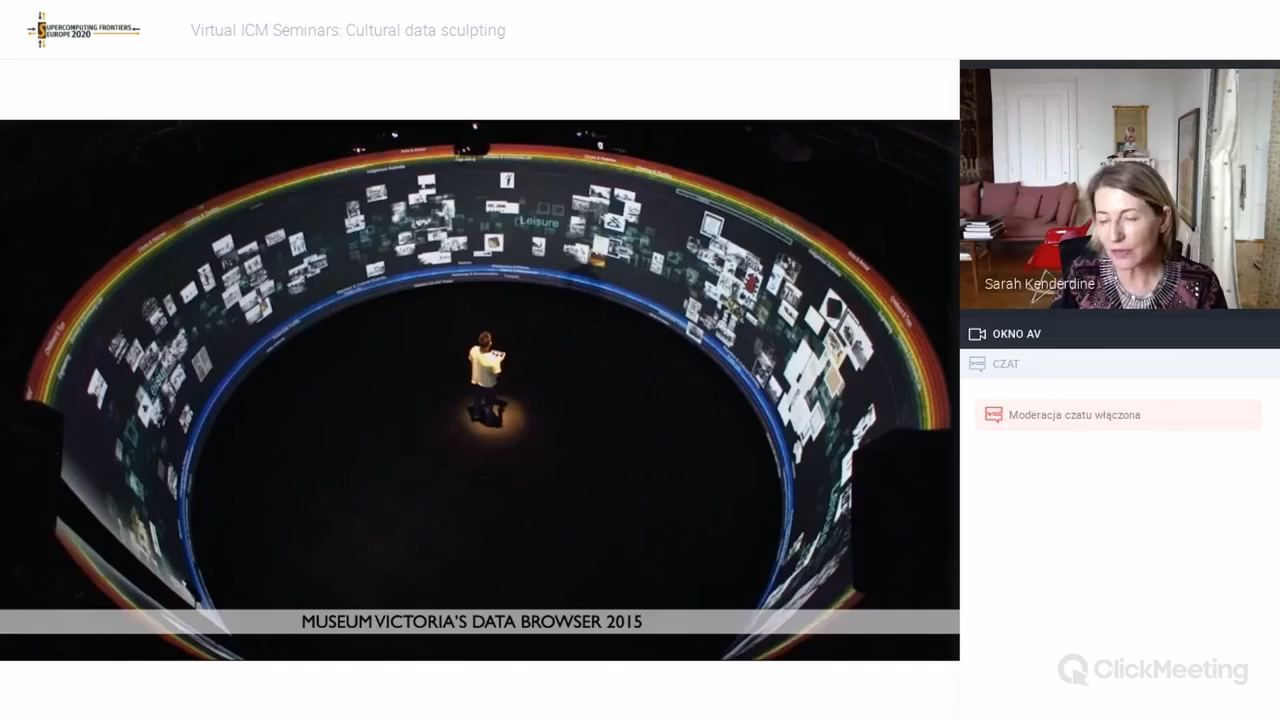 SUPERCOMPUTING FRONTIERS
EUROPE 2020
Virtual ICM Seminars: Cultural data sculpting
Leisure
MUSEUM VICTORIA'S DATA BROWSER 2015
Sarah Kenderdine
OKNO AV
CZAT
Moderacja czatu włączona
ClickMeeting